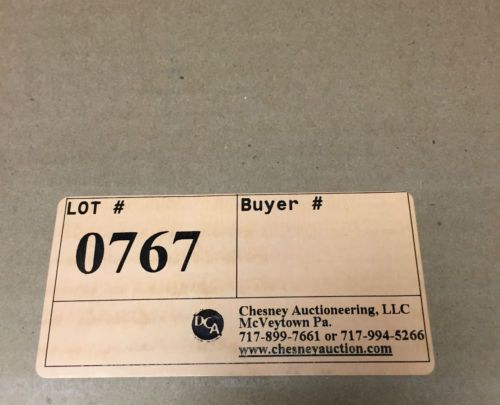 LOT #
0767
Buyer #
DCA
Chesney Auctioneering, LLC
McVeytown Pa.
717-899-7661 or 717-994-5266
www.chesneyauction.com